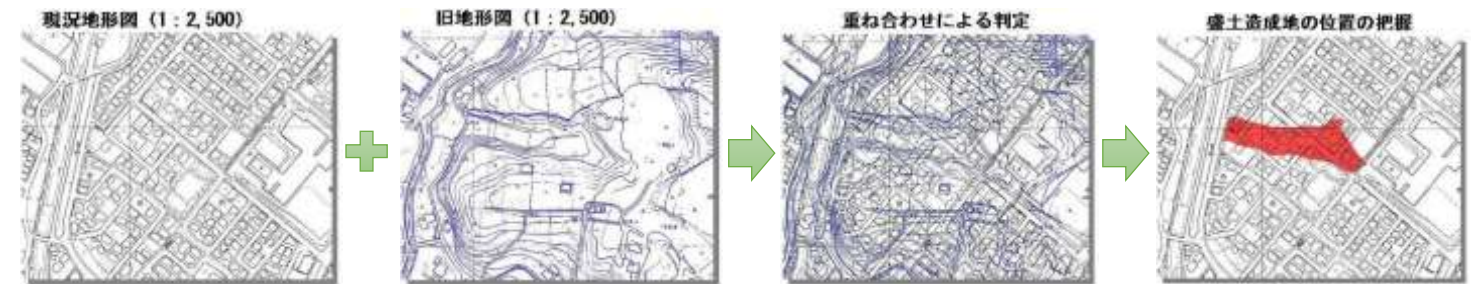 現況地形図（1：2,500）
旧地形図（1：2,500）
重ね合わせによる判定
盛土造成地の位置の把握